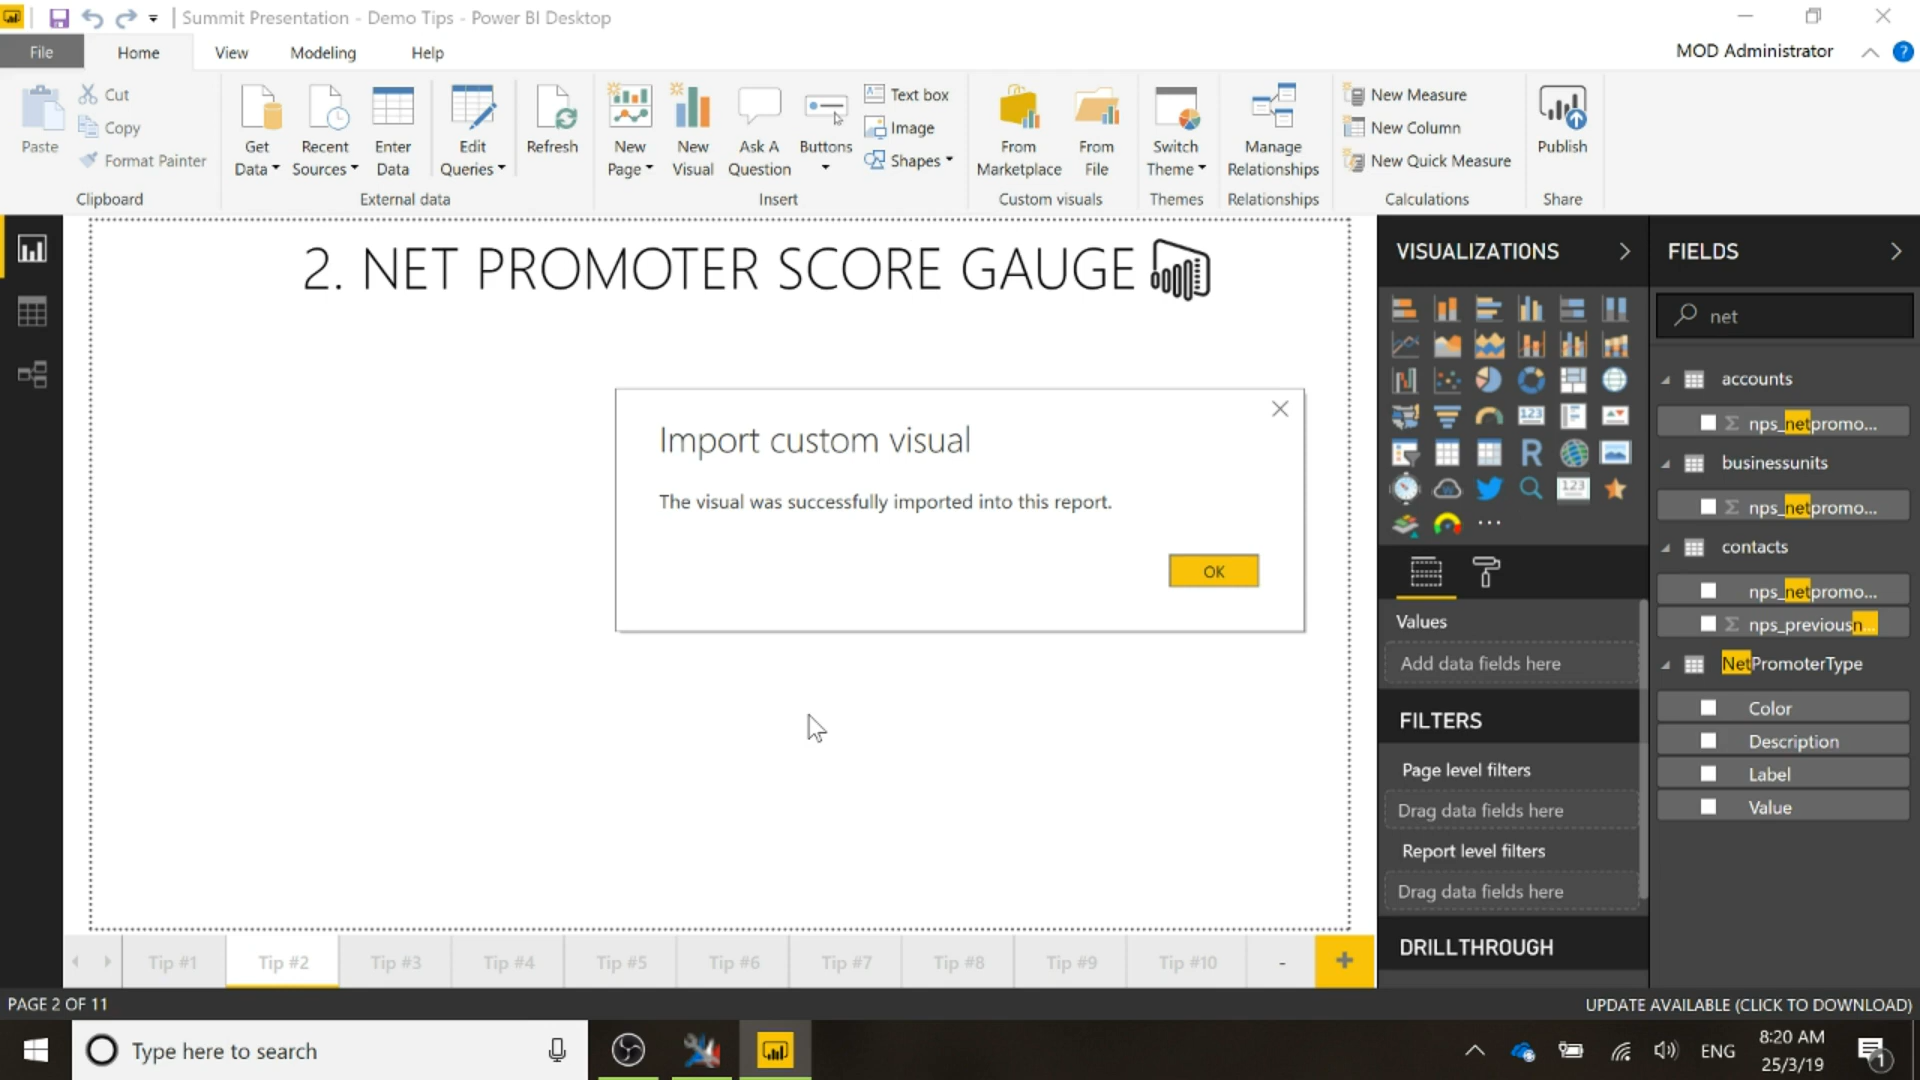 Summit Presentation - Demo Tips - Power BI Desktop
File Home View Modeling Help
MOD Administrator
Paste
Cut
Copy
Format Painter
Clipboard
Get Data
Recent Sources
Enter Data
Edit Queries
Refresh
External data
New Page
New Visual
Ask A Question
Buttons
Text box
Image
Shapes
Insert
From Marketplace
From File
Custom visuals
Switch Theme
Themes
Manage Relationships
Relationships
New Measure
New Column
New Quick Measure
Calculations
Publish
Share
2. NET PROMOTER SCORE GAUGE
Import custom visual
The visual was successfully imported into this report.
OK
VISUALIZATIONS
123
R
123
Values
Add data fields here
FILTERS
Page level filters
Drag data fields here
Report level filters
Drag data fields here
DRILLTHROUGH
FIELDS
net
accounts
Σ nps_netpromo...
businessunits
Σ nps_netpromo...
contacts
nps_netpromo...
Σ nps_previousn...
NetPromoterType
Color
Description
Label
Value
Tip #1 Tip #2 Tip #3 Tip #4 Tip #5 Tip #6 Tip #7 Tip #8 Tip #9 Tip #10 - +
PAGE 2 OF 11
UPDATE AVAILABLE (CLICK TO DOWNLOAD)
Type here to search
ENG
8:20 AM
25/3/19
1